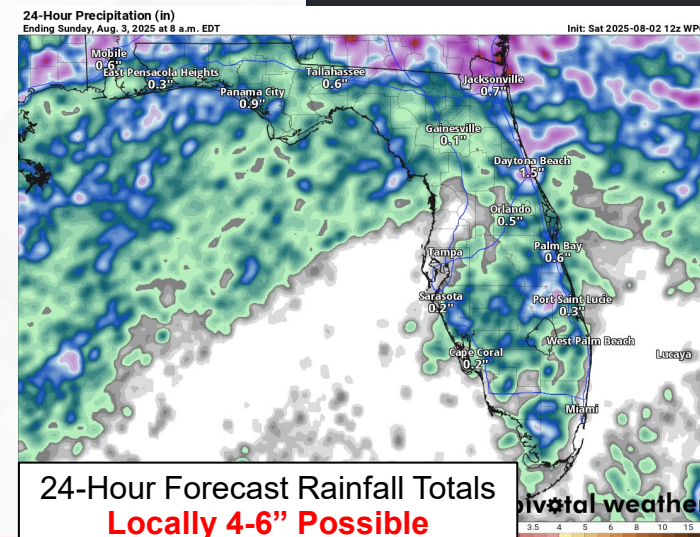 24-Hour Precipitation (in)
Ending Sunday, Aug. 3, 2025 at 8 a.m. EDT
Init: Sat 2025-08-02 12z WP
Mobile
0.6"
East Pensacola Heights
0.3"
Panama City
0.9"
Tallahassee
0.6"
Jacksonville
0.7"
Gainesville
0.1"
Daytona Beach
1.5"
Orlando
0.5"
Tampa
Palm Bay
0.6"
Sarasota
0.2"
Port Saint Lucie
0.3"
West Palm Beach
Lucaya
Cape Coral
0.2"
Miami
24-Hour Forecast Rainfall Totals
Locally 4-6” Possible
pivotal weathe
3.5 4 5 6 8 10 15